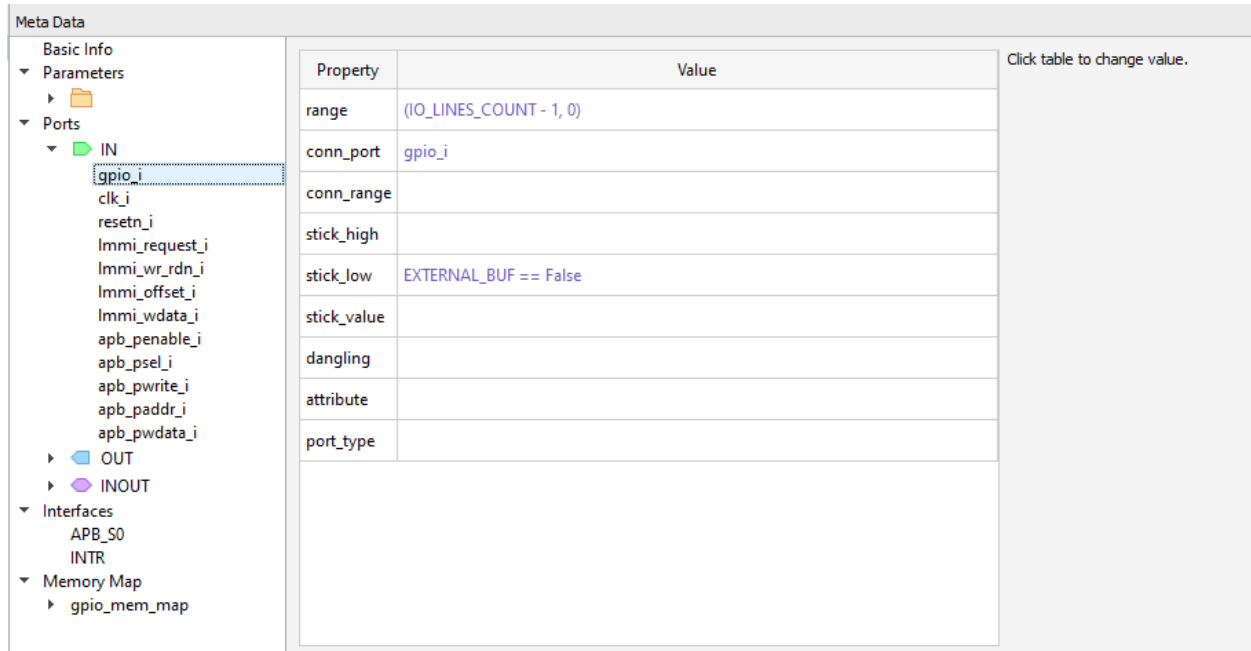 Meta Data
Basic Info
Parameters
Ports
IN
gpio_i
clk_i
resetn_i
lmmi_request_i
lmmi_wr_rdn_i
lmmi_offset_i
lmmi_wdata_i
apb_penable_i
apb_psel_i
apb_pwrite_i
apb_paddr_i
apb_pwdata_i
OUT
INOUT
Interfaces
APB_S0
INTR
Memory Map
gpio_mem_map
Property Value
range (IO_LINES_COUNT - 1, 0)
conn_port gpio_i
conn_range
stick_high
stick_low EXTERNAL_BUF == False
stick_value
dangling
attribute
port_type
Click table to change value.